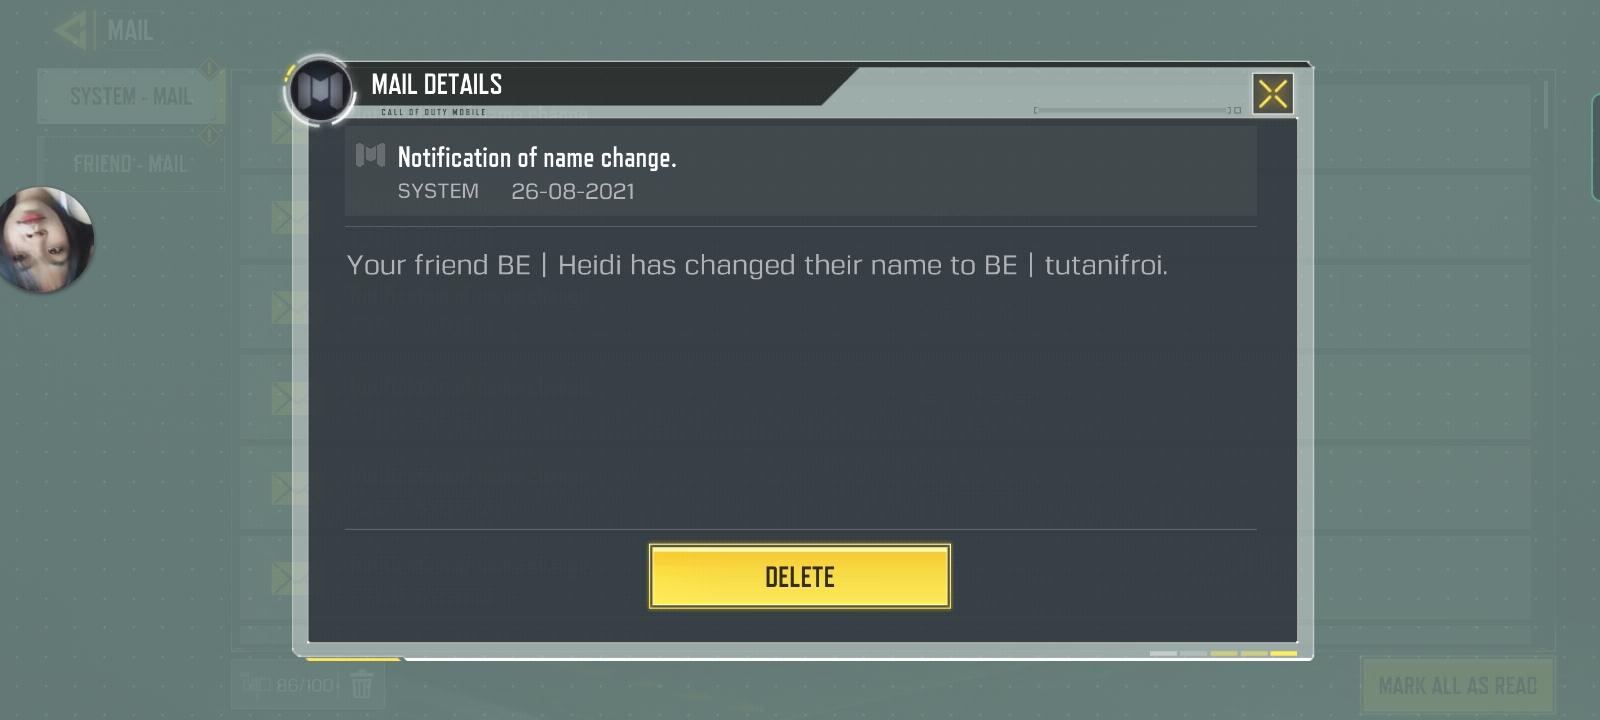 MAIL
SYSTEM - MAIL
FRIEND - MAIL
MAIL DETAILS
CALL OF DUTY MOBILE
Notification of name change.
SYSTEM 26-08-2021
Your friend BE | Heidi has changed their name to BE | tutanifroi.
DELETE
86/100
MARK ALL AS READ